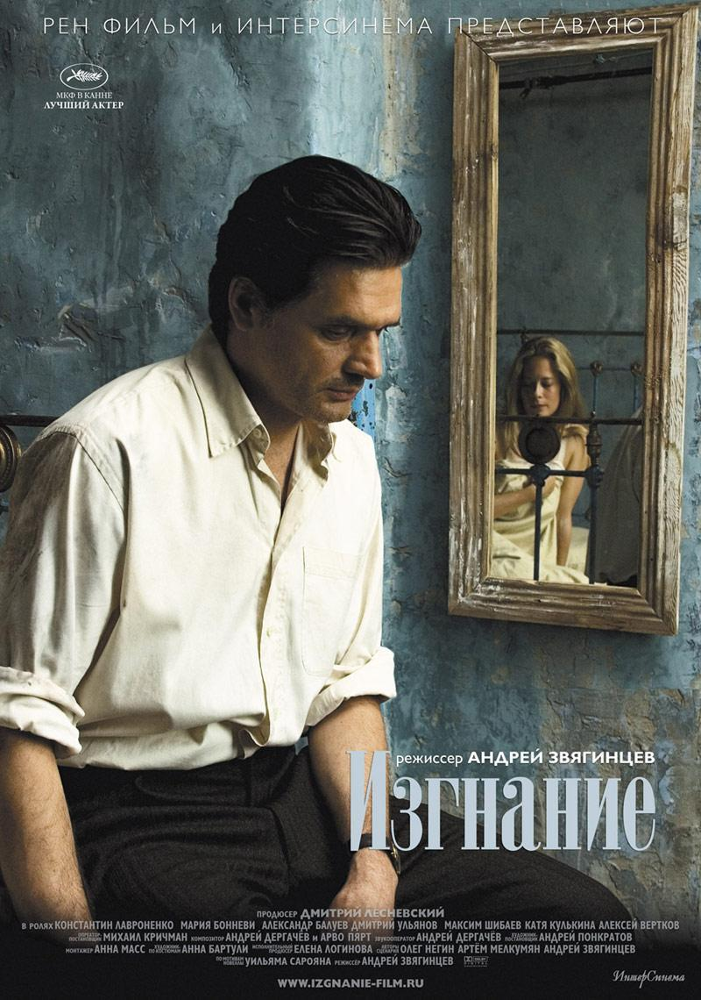 РЕН ФИЛЬМ и ИНТЕРСИНЕМА ПРЕДСТАВЛЯЮТ
МКФ В КАННЕ
ЛУЧШИЙ АКТЕР
режиссер АНДРЕЙ ЗВЯГИНЦЕВ
Изгнание
ПРОДЮСЕР ДМИТРИЙ ЛЕСНЕВСКИЙ
В РОЛЯХ КОНСТАНТИН ЛАВРОНЕНКО МАРИЯ БОННЕВИ АЛЕКСАНДР БАЛУЕВ ДМИТРИЙ УЛЬЯНОВ МАКСИМ ШИБАЕВ КАТЯ КУЛЬКИНА АЛЕКСЕЙ ВЕРТКОВ
ОПЕРАТОР-ПОСТАНОВЩИК МИХАИЛ КРИЧМАН КОМПОЗИТОР АНДРЕЙ ДЕРГАЧЁВ И АРВО ПЯРТ ЗВУКООПЕРАТОР АНДРЕЙ ДЕРГАЧЁВ ХУДОЖНИК-ПОСТАНОВЩИК АНДРЕЙ ПОНКРАТОВ
МОНТАЖЕР АННА МАСС ХУДОЖНИК ПО КОСТЮМАМ АННА БАРТУЛИ ИСПОЛНИТЕЛЬНЫЙ ПРОДЮСЕР ЕЛЕНА ЛОГИНОВА АВТОРЫ СЦЕНАРИЯ ОЛЕГ НЕГИН АРТЁМ МЕЛКУМЯН АНДРЕЙ ЗВЯГИНЦЕВ
ПО МОТИВАМ НОВЕЛЛЫ УИЛЬЯМА САРОЯНА РЕЖИССЁР АНДРЕЙ ЗВЯГИНЦЕВ
WWW.IZGNANIE-FILM.RU
ИнтерСинема